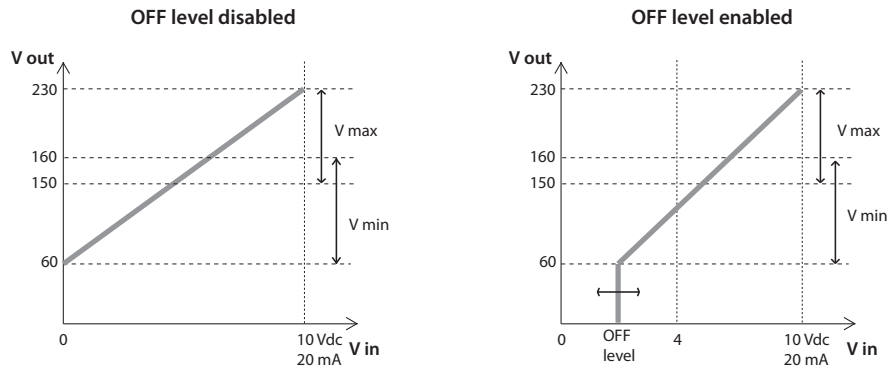 OFF level disabled
V out
230
160
150
60
V max
V min
0
10 Vdc
20 mA
V in
OFF level enabled
V out
230
160
150
60
V max
V min
0
OFF
level
4
10 Vdc
20 mA
V in